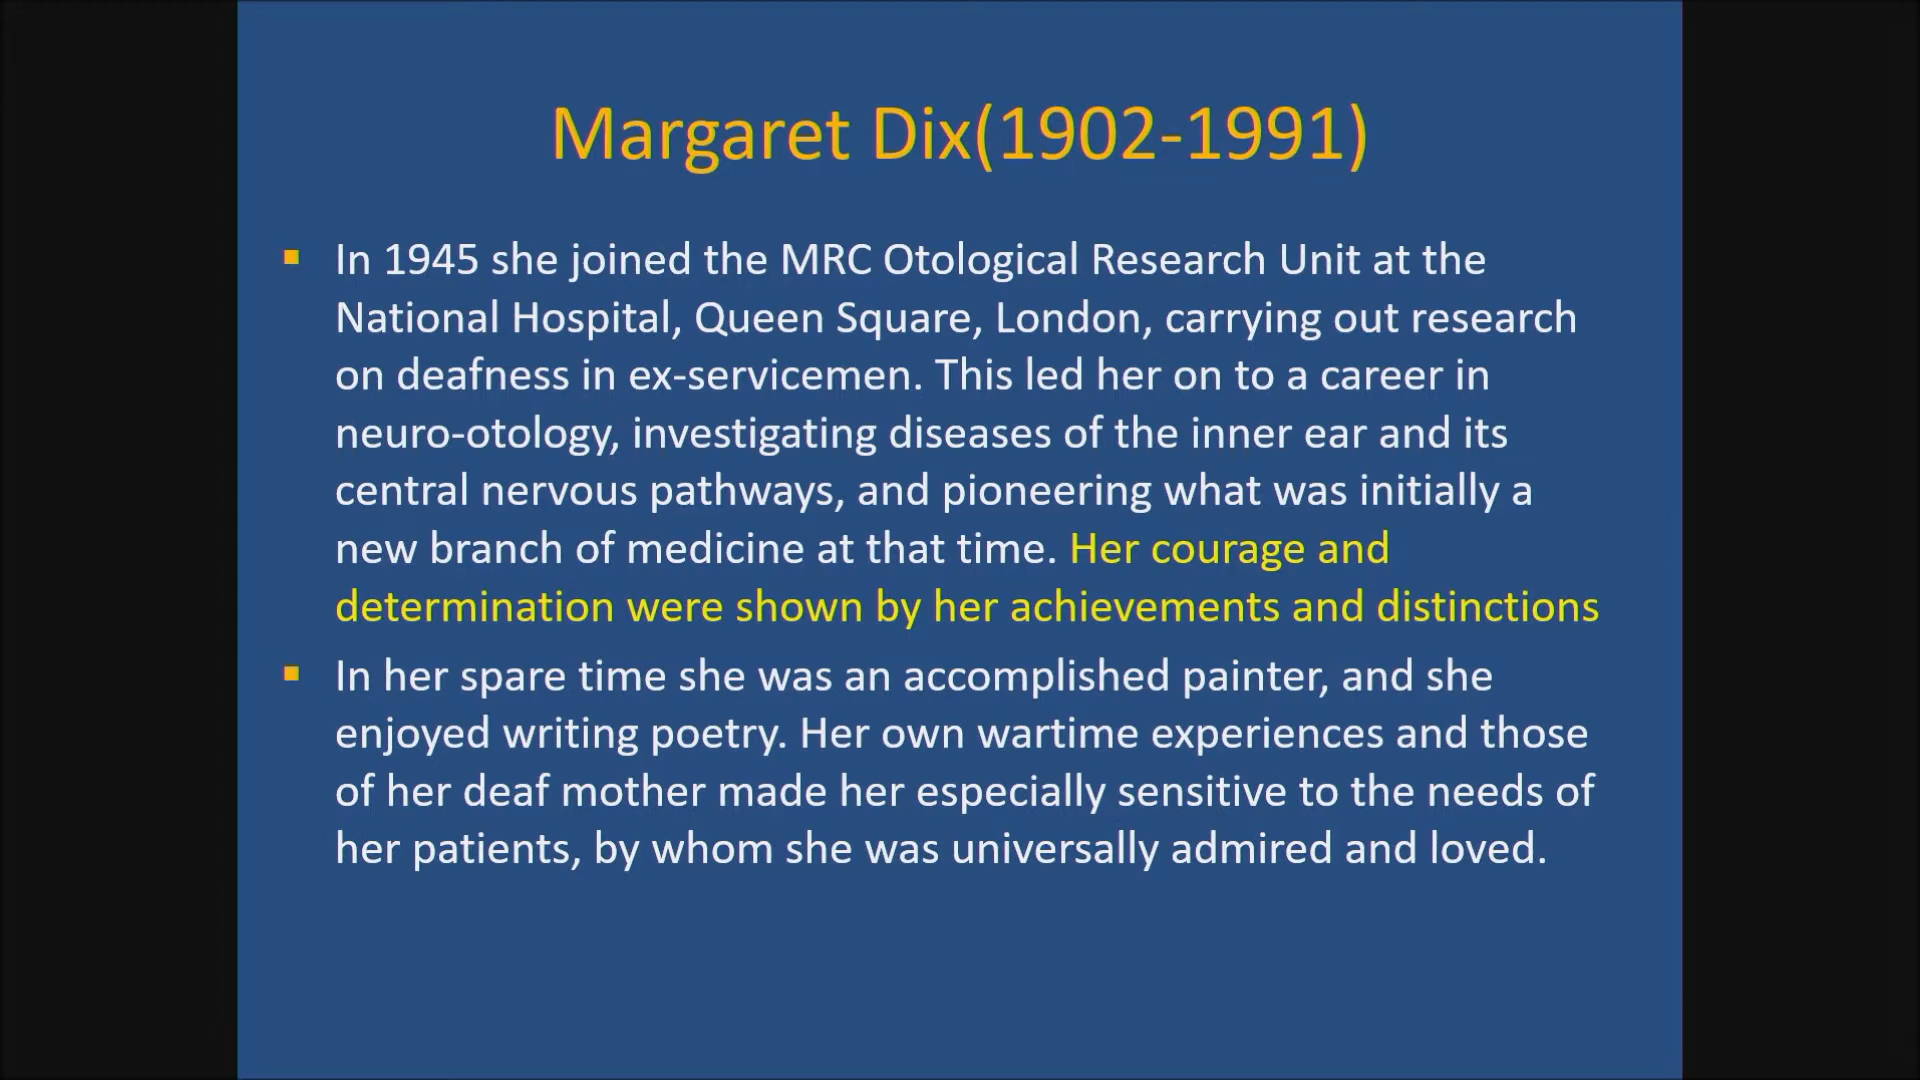 Margaret Dix(1902-1991)
In 1945 she joined the MRC Otological Research Unit at the
National Hospital, Queen Square, London, carrying out research
on deafness in ex-servicemen. This led her on to a career in
neuro-otology, investigating diseases of the inner ear and its
central nervous pathways, and pioneering what was initially a
new branch of medicine at that time. Her courage and
determination were shown by her achievements and distinctions
In her spare time she was an accomplished painter, and she
enjoyed writing poetry. Her own wartime experiences and those
of her deaf mother made her especially sensitive to the needs of
her patients, by whom she was universally admired and loved.